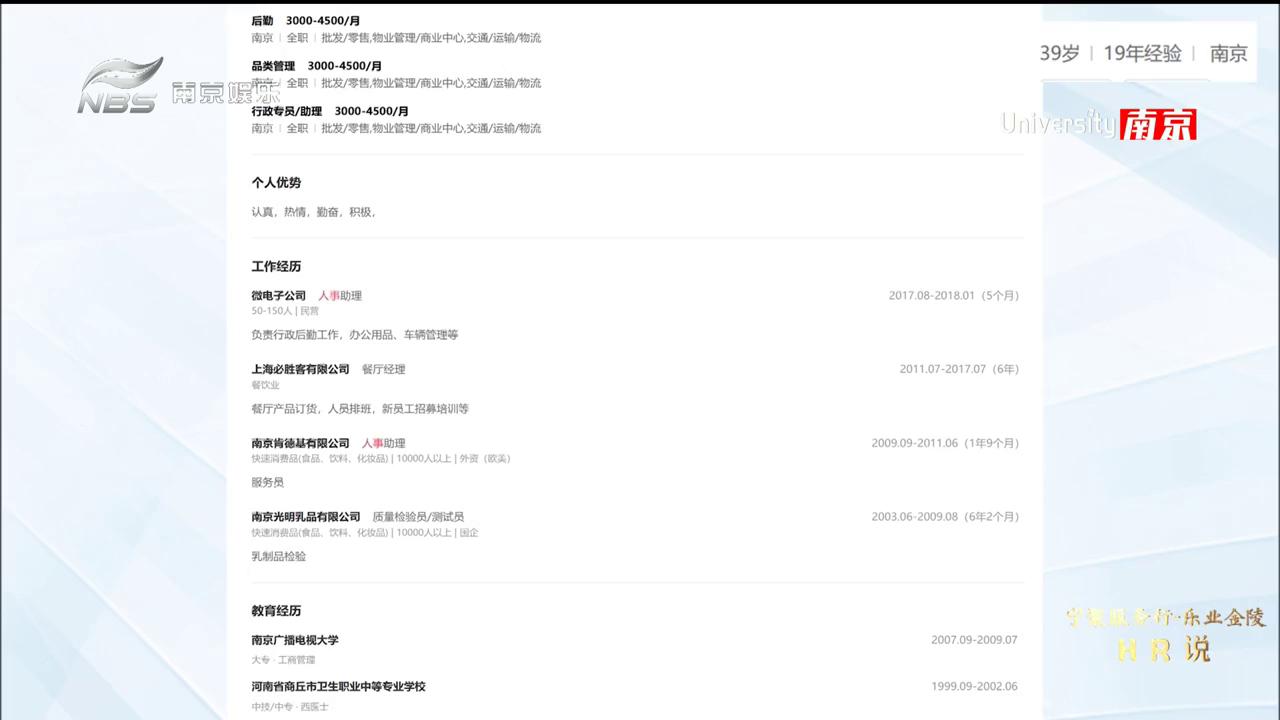 后勤 3000-4500/月
南京 | 全职 | 批发/零售,物业管理/商业中心,交通/运输/物流
39岁 | 19年经验 | 南京
品类管理 3000-4500/月
南京 | 全职 | 批发/零售,物业管理/商业中心,交通/运输/物流
NBS 南京娱乐
行政专员/助理 3000-4500/月
南京 | 全职 | 批发/零售,物业管理/商业中心,交通/运输/物流
University南京
个人优势
认真，热情，勤奋，积极，
工作经历
微电子公司 人事助理 2017.08-2018.01（5个月）
50-150人 | 民营
负责行政后勤工作，办公用品、车辆管理等
上海必胜客有限公司 餐厅经理 2011.07-2017.07（6年）
餐饮业
餐厅产品订货，人员排班，新员工招募培训等
南京肯德基有限公司 人事助理 2009.09-2011.06（1年9个月）
快速消费品(食品、饮料、化妆品) | 10000人以上 | 外资（欧美）
服务员
南京光明乳品有限公司 质量检验员/测试员 2003.06-2009.08（6年2个月）
快速消费品(食品、饮料、化妆品) | 10000人以上 | 国企
乳制品检验
教育经历
南京广播电视大学 2007.09-2009.07
大专 · 工商管理
河南省商丘市卫生职业中等专业学校 1999.09-2002.06
中技/中专 · 西医士
乐业金陵
HR说